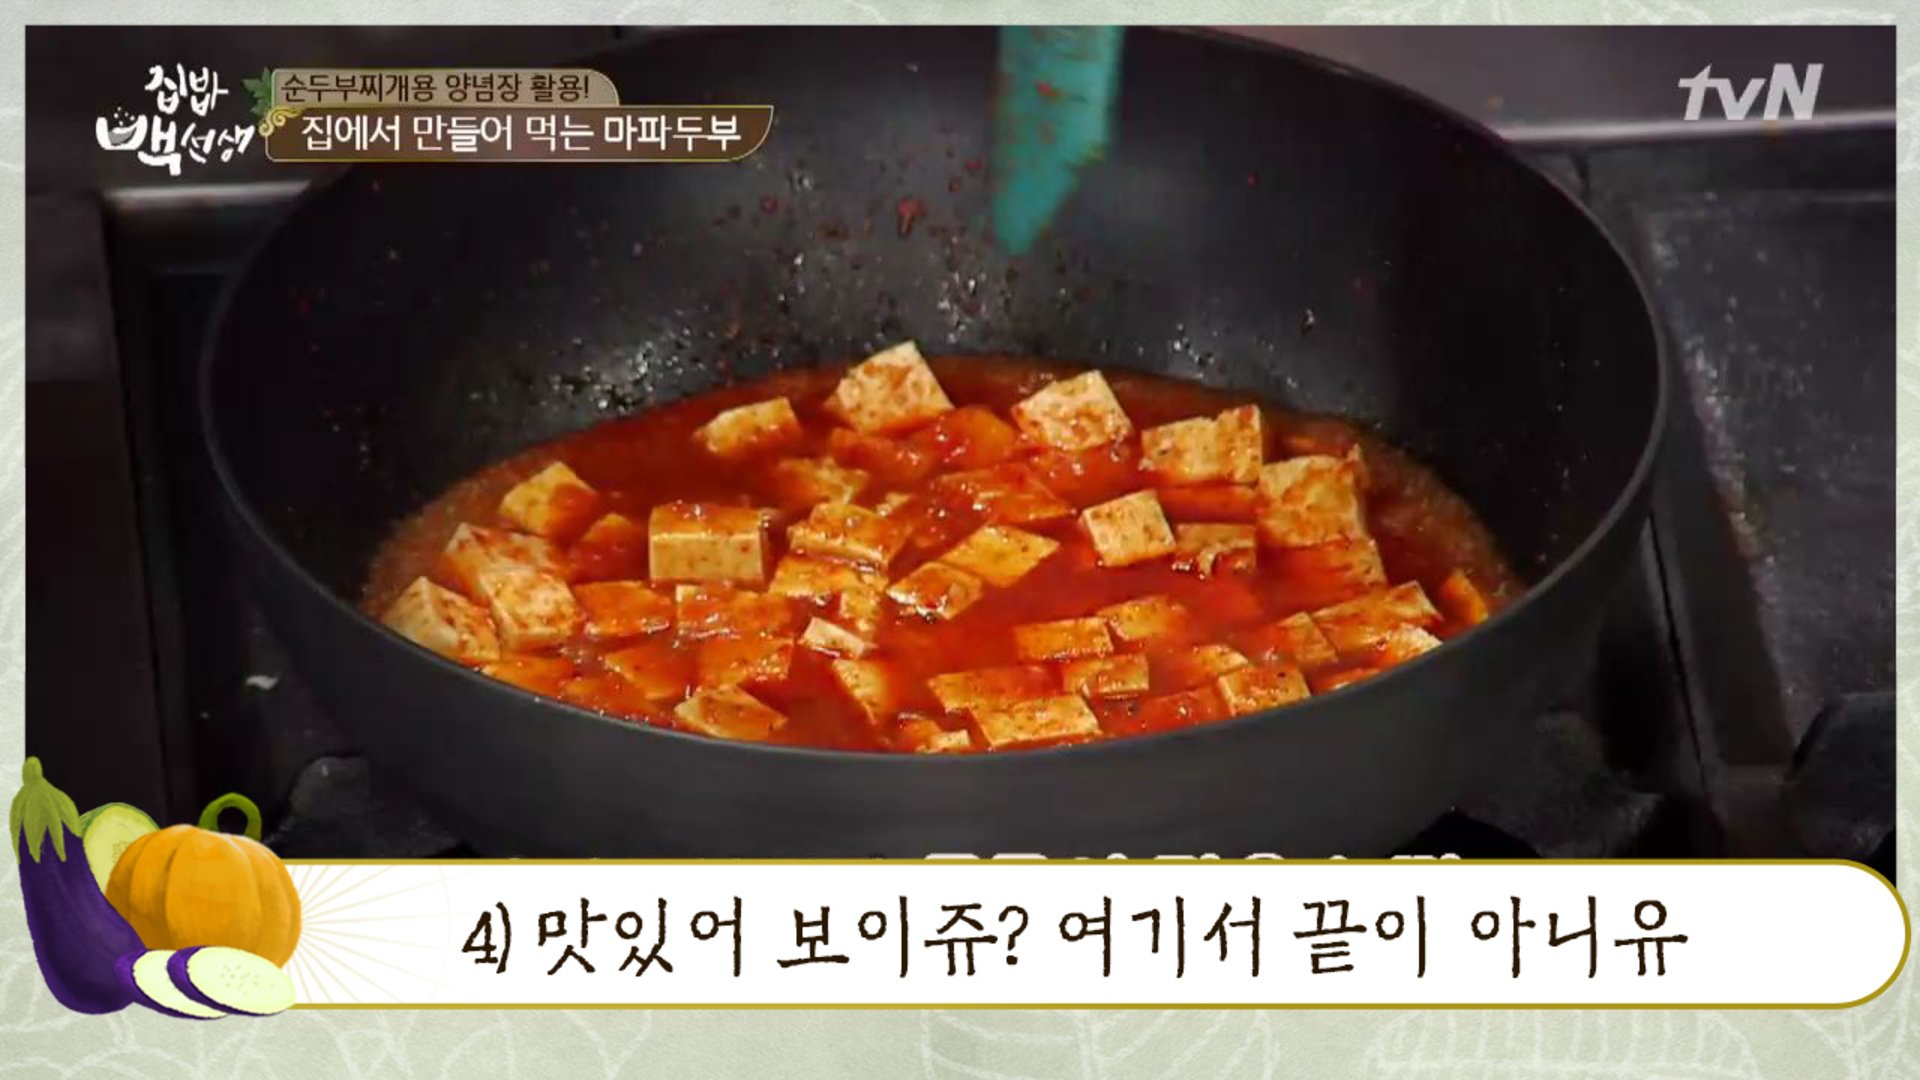 집밥
백선생
순두부찌개용 양념장 활용!
집에서 만들어 먹는 마파두부
tvN
4) 맛있어 보이쥬? 여기서 끝이 아니유